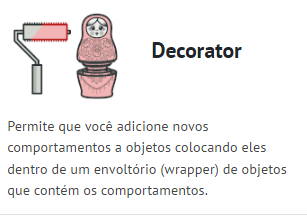 Decorator
Permite que você adicione novos
comportamentos a objetos colocando eles
dentro de um envoltório (wrapper) de objetos
que contém os comportamentos.